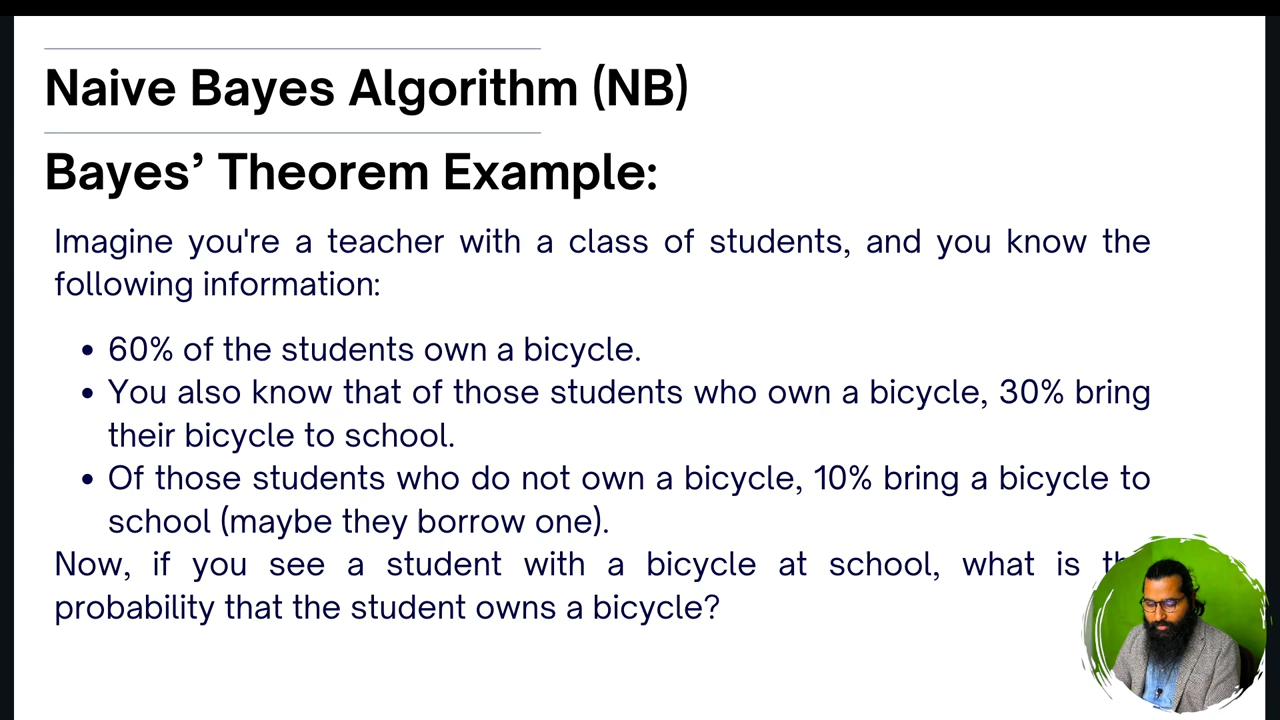 Naive Bayes Algorithm (NB)
Bayes’ Theorem Example:
Imagine you're a teacher with a class of students, and you know the
following information:
• 60% of the students own a bicycle.
• You also know that of those students who own a bicycle, 30% bring
their bicycle to school.
• Of those students who do not own a bicycle, 10% bring a bicycle to
school (maybe they borrow one).
Now, if you see a student with a bicycle at school, what is
probability that the student owns a bicycle?